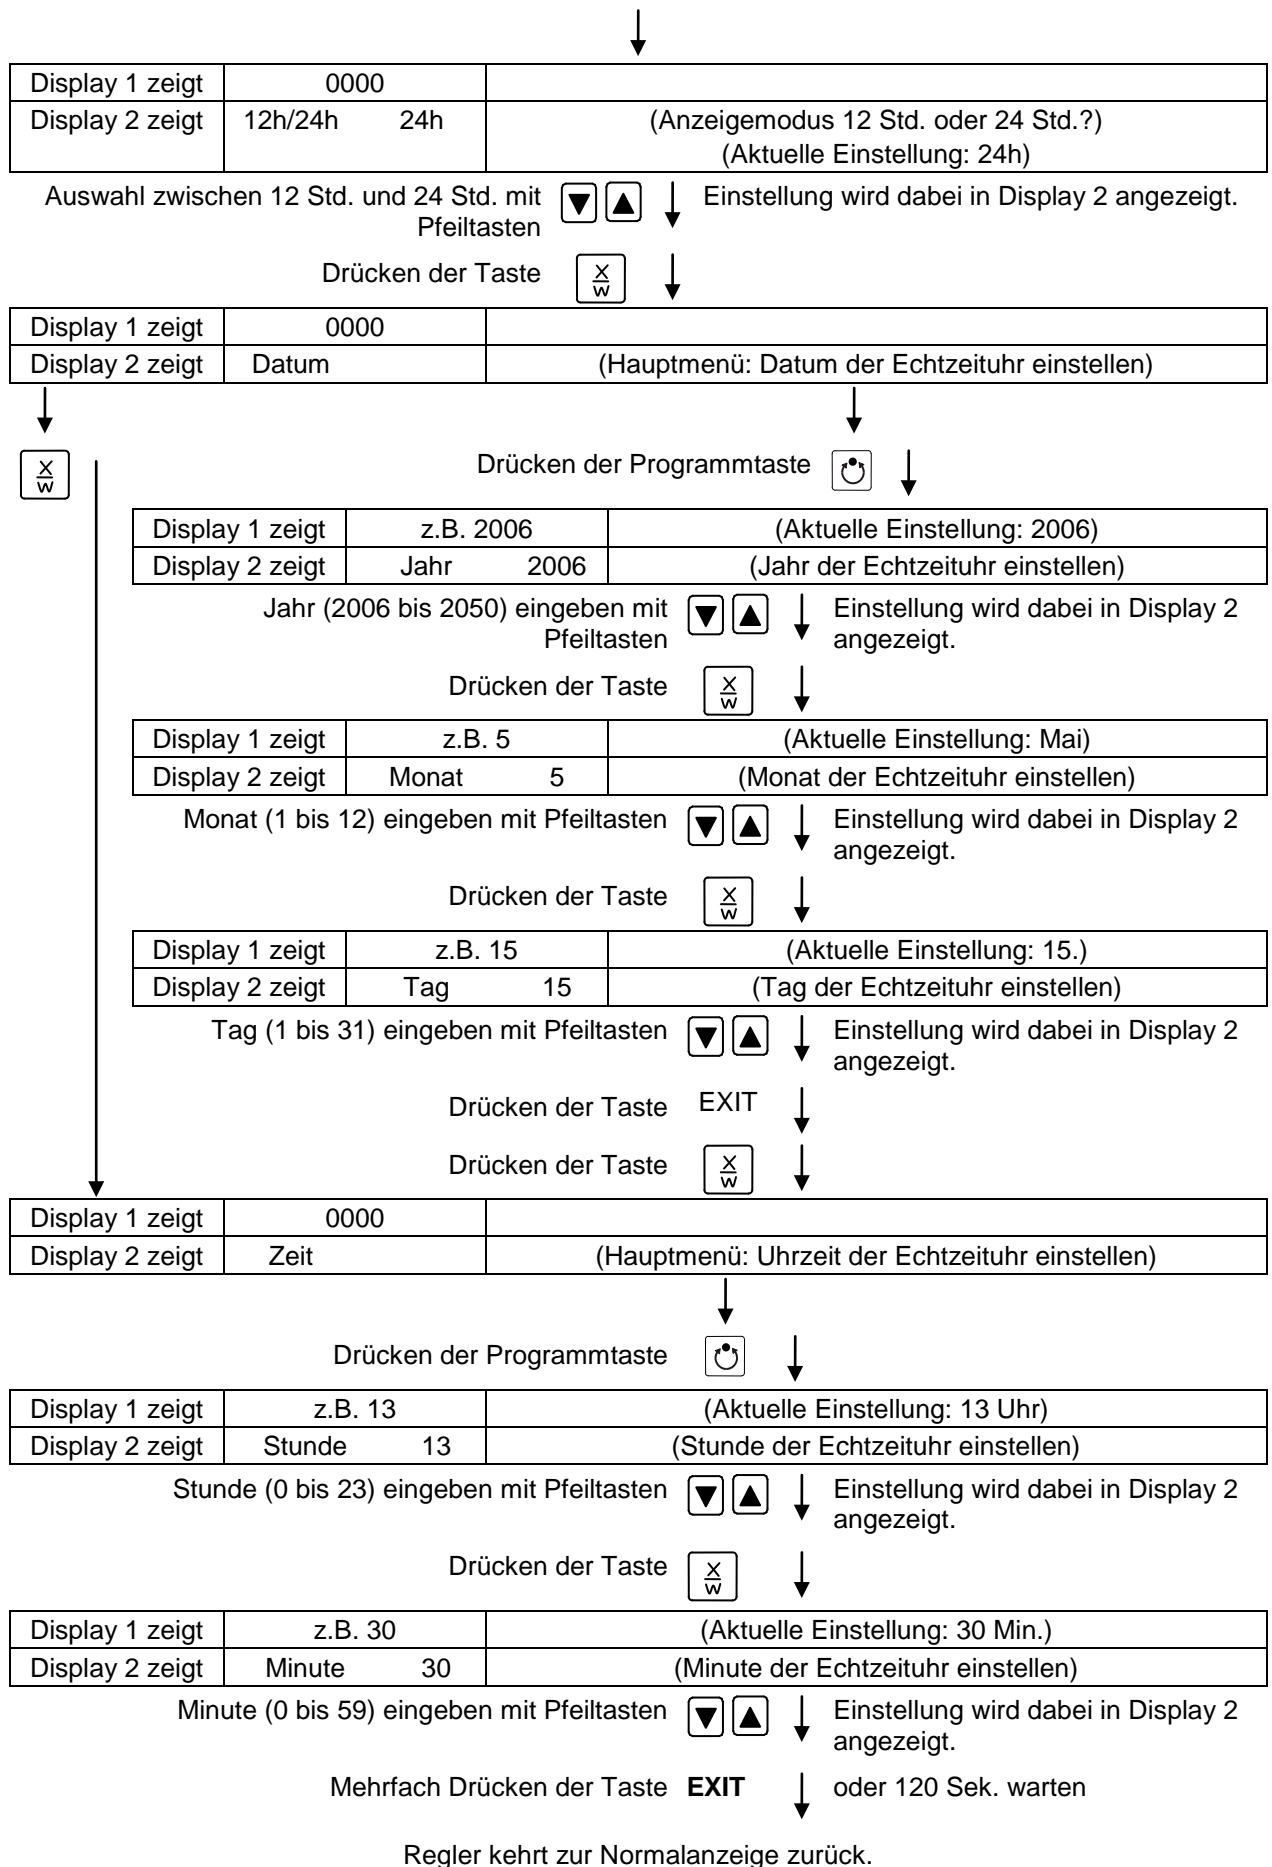 Display 1 zeigt 0000
Display 2 zeigt 12h/24h 24h (Anzeigemodus 12 Std. oder 24 Std.?)
(Aktuelle Einstellung: 24h)
Auswahl zwischen 12 Std. und 24 Std. mit Einstellung wird dabei in Display 2 angezeigt.
Pfeiltasten
Drücken der Taste X/W
Display 1 zeigt 0000
Display 2 zeigt Datum (Hauptmenü: Datum der Echtzeituhr einstellen)
X/W Drücken der Programmtaste
Display 1 zeigt z.B. 2006 (Aktuelle Einstellung: 2006)
Display 2 zeigt Jahr 2006 (Jahr der Echtzeituhr einstellen)
Jahr (2006 bis 2050) eingeben mit Einstellung wird dabei in Display 2
Pfeiltasten angezeigt.
Drücken der Taste X/W
Display 1 zeigt z.B. 5 (Aktuelle Einstellung: Mai)
Display 2 zeigt Monat 5 (Monat der Echtzeituhr einstellen)
Monat (1 bis 12) eingeben mit Pfeiltasten Einstellung wird dabei in Display 2
angezeigt.
Drücken der Taste X/W
Display 1 zeigt z.B. 15 (Aktuelle Einstellung: 15.)
Display 2 zeigt Tag 15 (Tag der Echtzeituhr einstellen)
Tag (1 bis 31) eingeben mit Pfeiltasten Einstellung wird dabei in Display 2
angezeigt.
Drücken der Taste EXIT
Drücken der Taste X/W
Display 1 zeigt 0000
Display 2 zeigt Zeit (Hauptmenü: Uhrzeit der Echtzeituhr einstellen)
Drücken der Programmtaste
Display 1 zeigt z.B. 13 (Aktuelle Einstellung: 13 Uhr)
Display 2 zeigt Stunde 13 (Stunde der Echtzeituhr einstellen)
Stunde (0 bis 23) eingeben mit Pfeiltasten Einstellung wird dabei in Display 2
angezeigt.
Drücken der Taste X/W
Display 1 zeigt z.B. 30 (Aktuelle Einstellung: 30 Min.)
Display 2 zeigt Minute 30 (Minute der Echtzeituhr einstellen)
Minute (0 bis 59) eingeben mit Pfeiltasten Einstellung wird dabei in Display 2
angezeigt.
Mehrfach Drücken der Taste EXIT oder 120 Sek. warten
Regler kehrt zur Normalanzeige zurück.